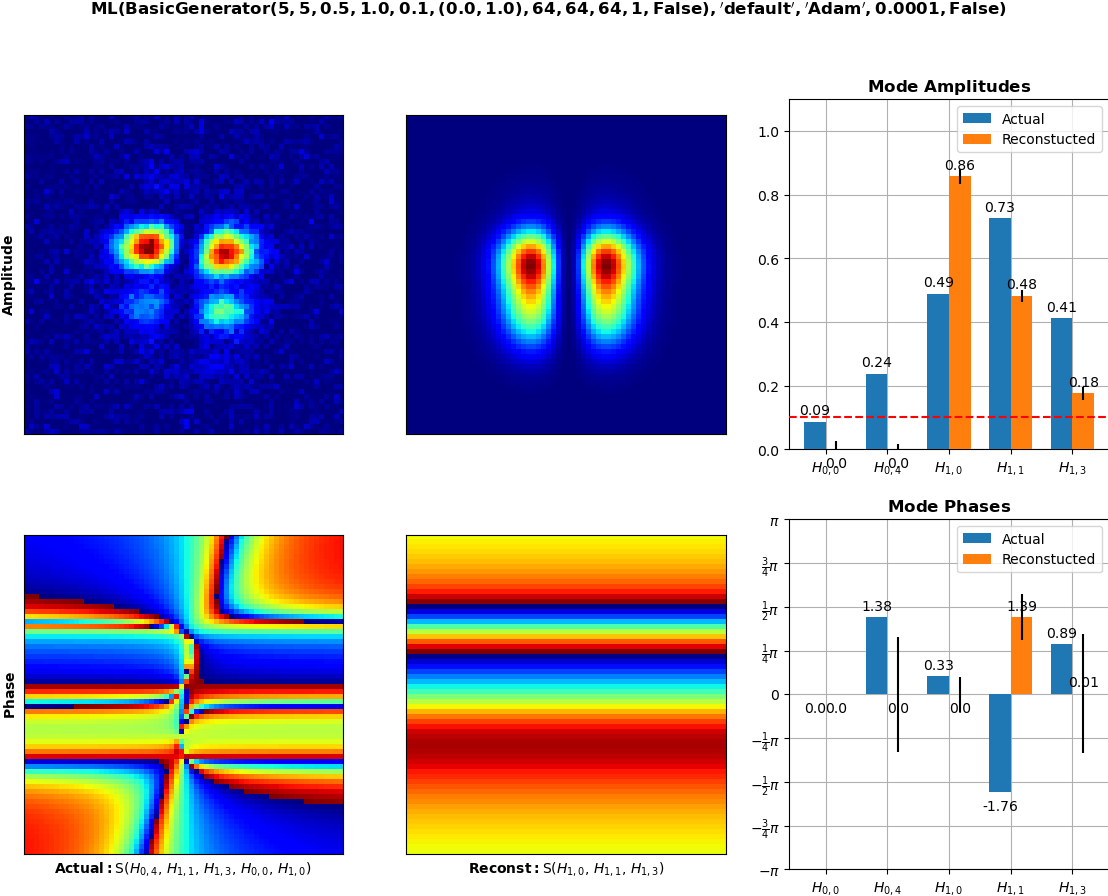 ML(BasicGenerator(5, 5, 0.5, 1.0, 0.1, (0.0, 1.0), 64, 64, 64, 1, False), 'default', 'Adam', 0.0001, False)
Amplitude
Mode Amplitudes
Actual
Reconstucted
1.0
0.8
0.6
0.4
0.2
0.0
0.09
0.0
0.24
0.0
0.49
0.86
0.73
0.48
0.41
0.18
H0,0
H0,4
H1,0
H1,1
H1,3
Phase
Actual: S(H0,4, H1,1, H1,3, H0,0, H1,0)
Reconst: S(H1,0, H1,1, H1,3)
Mode Phases
Actual
Reconstucted
π
3/4π
1/2π
1/4π
0
−1/4π
−1/2π
−3/4π
−π
0.0
0.0
1.38
0.0
0.33
0.0
-1.76
1.39
0.89
0.01
H0,0
H0,4
H1,0
H1,1
H1,3